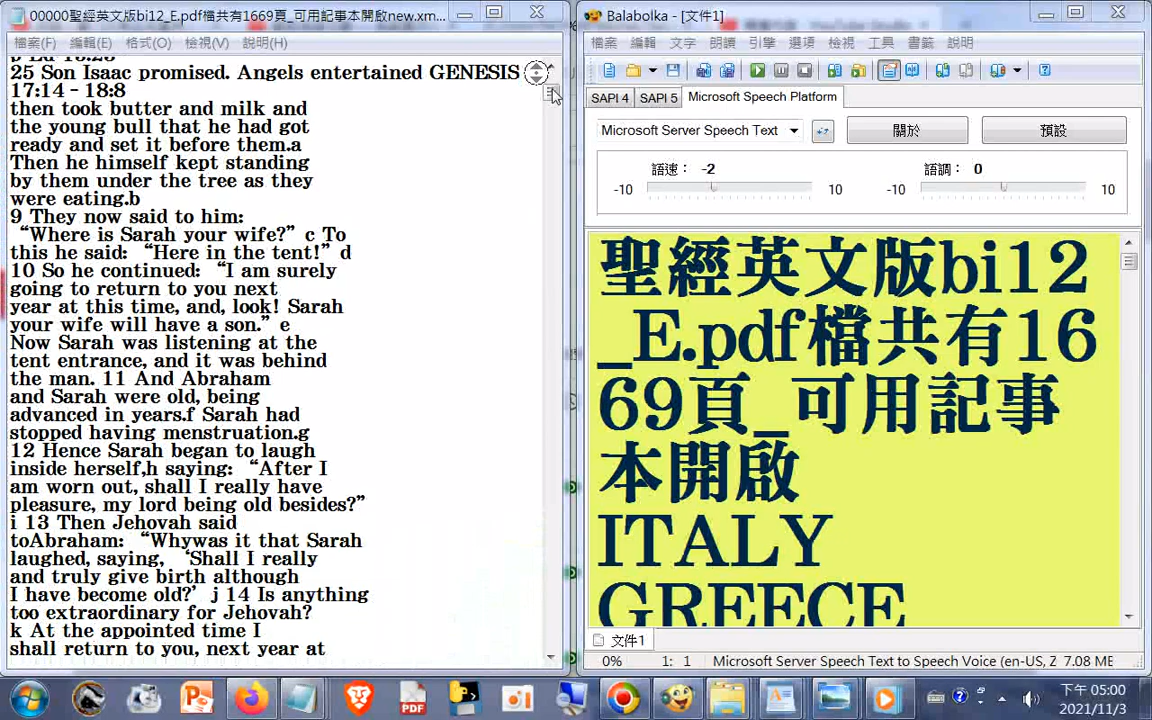 00000聖經英文版bi12_E.pdf檔共有1669頁_可用記事本開啟new.xm...
檔案(F) 編輯(E) 格式(O) 檢視(V) 說明(H)
25 Son Isaac promised. Angels entertained GENESIS
17:14 - 18:8
then took butter and milk and
the young bull that he had got
ready and set it before them.a
Then he himself kept standing
by them under the tree as they
were eating.b
9 They now said to him:
“Where is Sarah your wife?” c To
this he said: “Here in the tent!” d
10 So he continued: “I am surely
going to return to you next
year at this time, and, look! Sarah
your wife will have a son.” e
Now Sarah was listening at the
tent entrance, and it was behind
the man. 11 And Abraham
and Sarah were old, being
advanced in years.f Sarah had
stopped having menstruation.g
12 Hence Sarah began to laugh
inside herself,h saying: “After I
am worn out, shall I really have
pleasure, my lord being old besides?”
i 13 Then Jehovah said
toAbraham: “Whywas it that Sarah
laughed, saying, ‘Shall I really
and truly give birth although
I have become old?’ j 14 Is anything
too extraordinary for Jehovah?
k At the appointed time I
shall return to you, next year at
Balabolka - [文件1]
檔案 編輯 文字 朗讀 引擎 選項 檢視 工具 書籤 說明
SAPI 4 SAPI 5 Microsoft Speech Platform
Microsoft Server Speech Text 關於 預設
語速: -2 語調: 0
-10 10 -10 10
聖經英文版bi12
_E.pdf檔共有16
69頁_可用記事
本開啟
ITALY
GREECE
文件1
0% 1: 1 Microsoft Server Speech Text to Speech Voice (en-US, Z 7.08 ME
PDF
下午 05:00
2021/11/3